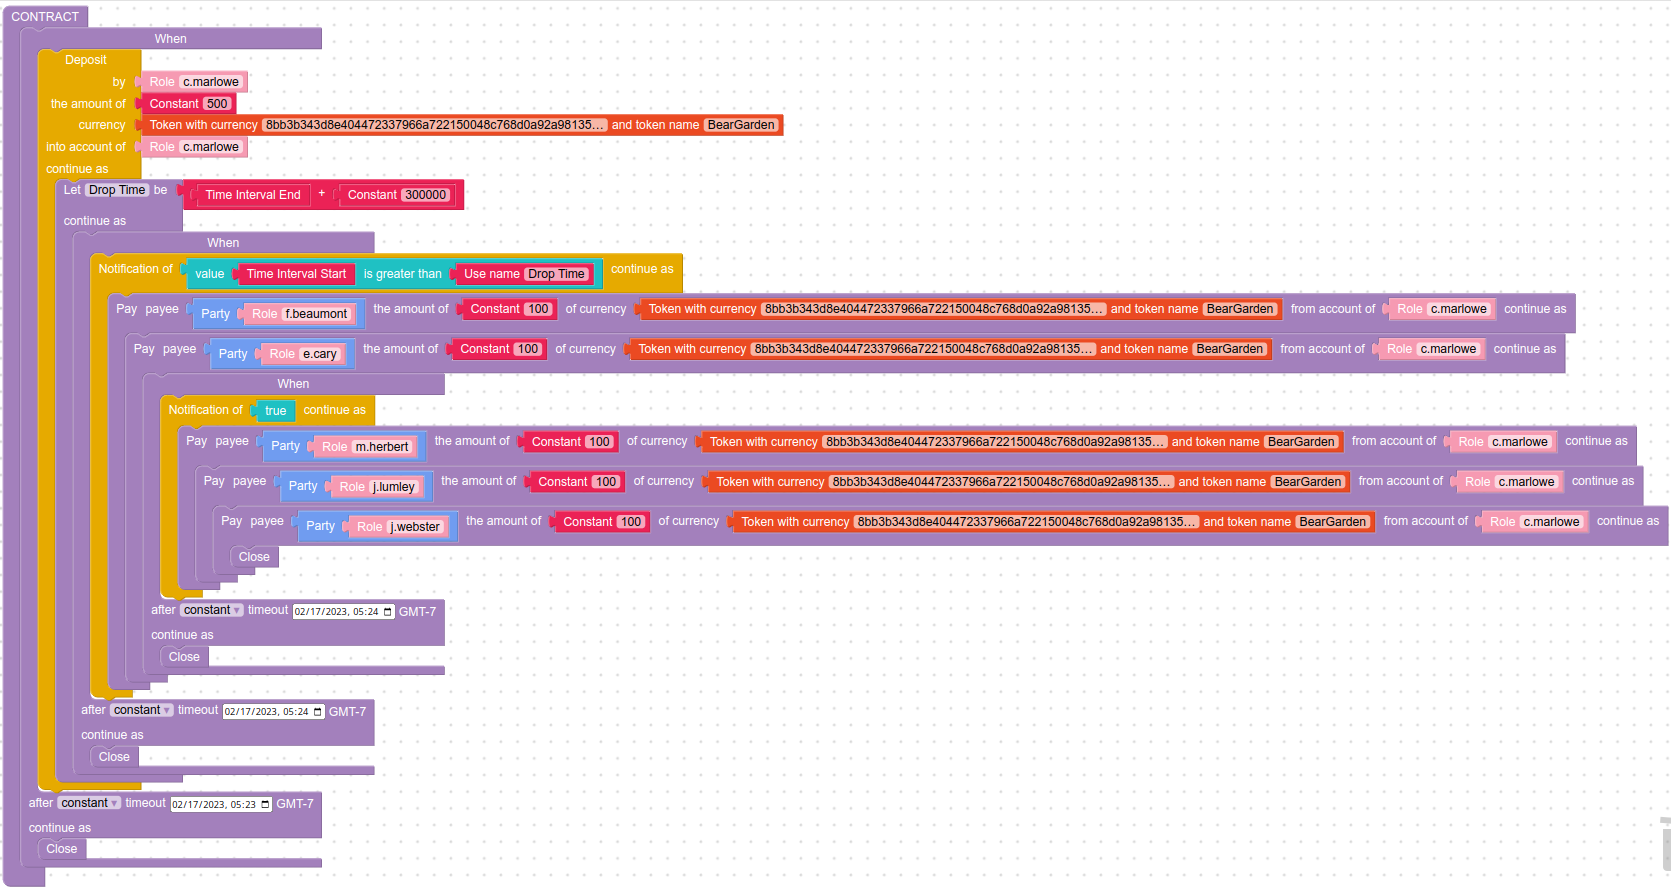 CONTRACT
When
Deposit
by Role c.marlowe
the amount of Constant 500
currency Token with currency 8bb3b343d8e404472337966a722150048c768d0a92a98135... and token name BearGarden
into account of Role c.marlowe
continue as
Let Drop Time be Time Interval End + Constant 300000
continue as
When
Notification of value Time Interval Start is greater than Use name Drop Time continue as
Pay payee Party Role f.beaumont the amount of Constant 100 of currency Token with currency 8bb3b343d8e404472337966a722150048c768d0a92a98135... and token name BearGarden from account of Role c.marlowe continue as
Pay payee Party Role e.cary the amount of Constant 100 of currency Token with currency 8bb3b343d8e404472337966a722150048c768d0a92a98135... and token name BearGarden from account of Role c.marlowe continue as
When
Notification of true continue as
Pay payee Party Role m.herbert the amount of Constant 100 of currency Token with currency 8bb3b343d8e404472337966a722150048c768d0a92a98135... and token name BearGarden from account of Role c.marlowe continue as
Pay payee Party Role j.lumley the amount of Constant 100 of currency Token with currency 8bb3b343d8e404472337966a722150048c768d0a92a98135... and token name BearGarden from account of Role c.marlowe continue as
Pay payee Party Role j.webster the amount of Constant 100 of currency Token with currency 8bb3b343d8e404472337966a722150048c768d0a92a98135... and token name BearGarden from account of Role c.marlowe continue as
Close
after constant timeout 02/17/2023, 05:24 GMT-7
continue as
Close
after constant timeout 02/17/2023, 05:24 GMT-7
continue as
Close
after constant timeout 02/17/2023, 05:23 GMT-7
continue as
Close